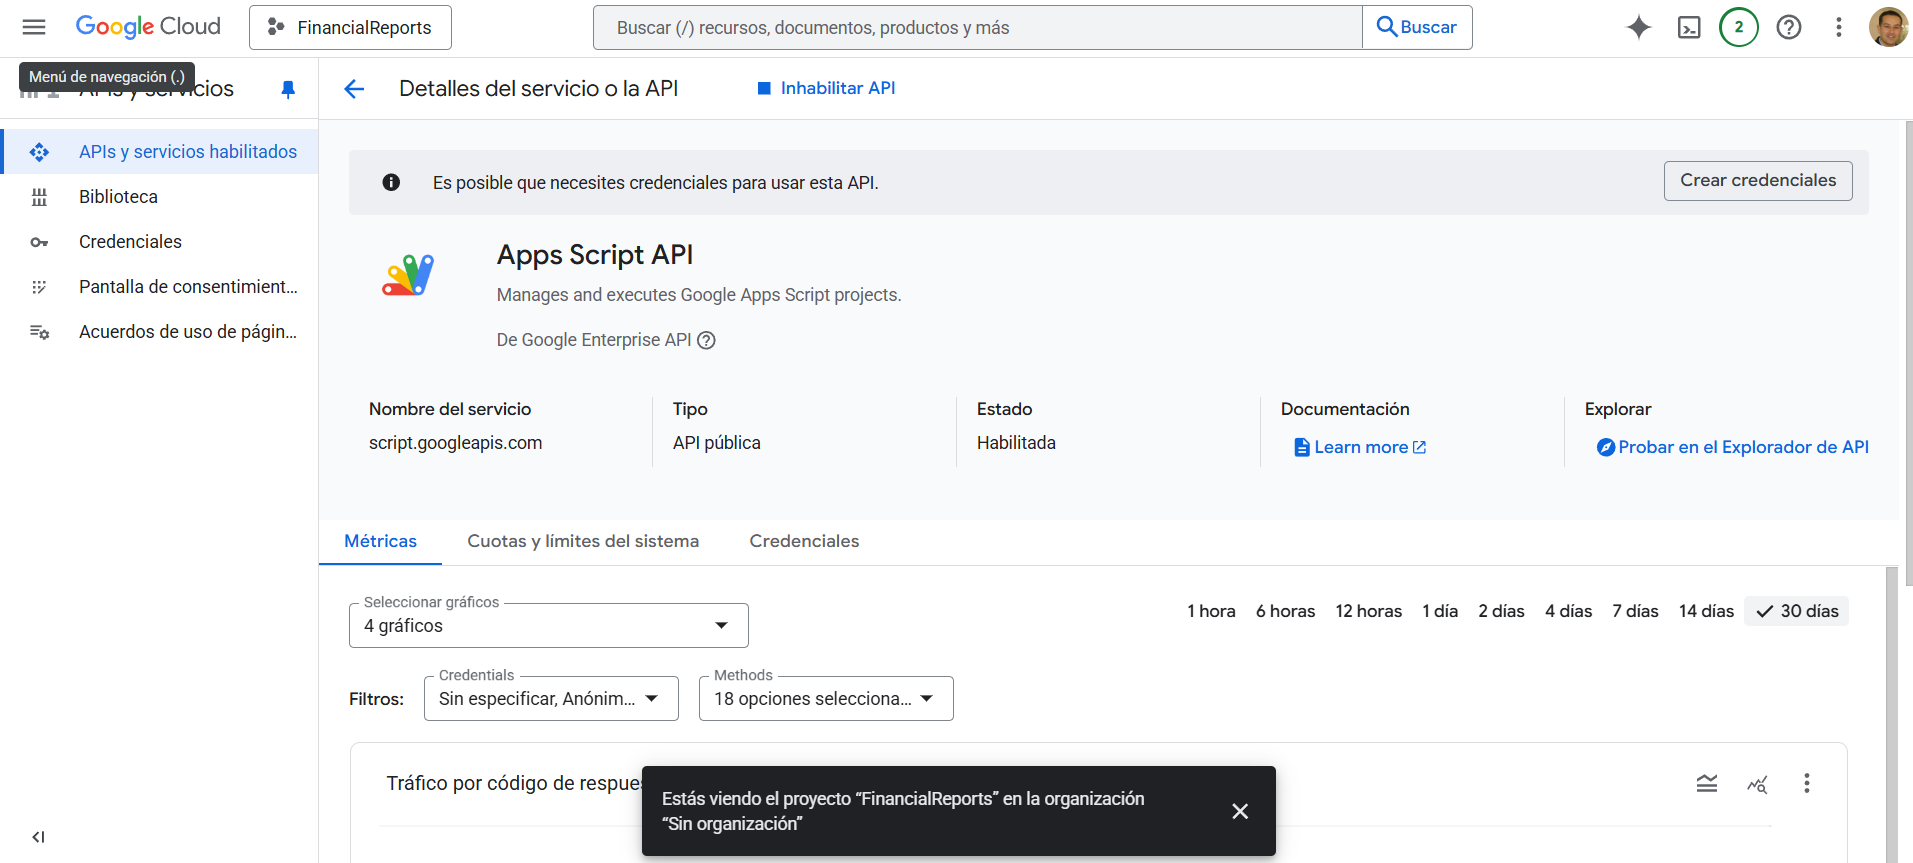 Google Cloud
FinancialReports
Buscar (/) recursos, documentos, productos y más
Buscar
2
Menú de navegación (.)
APIs y servicios
Detalles del servicio o la API
Inhabilitar API
APIs y servicios habilitados
Biblioteca
Credenciales
Pantalla de consentimient...
Acuerdos de uso de págin...
Es posible que necesites credenciales para usar esta API.
Crear credenciales
Apps Script API
Manages and executes Google Apps Script projects.
De Google Enterprise API
Nombre del servicio
script.googleapis.com
Tipo
API pública
Estado
Habilitada
Documentación
Learn more
Explorar
Probar en el Explorador de API
Métricas
Cuotas y límites del sistema
Credenciales
Seleccionar gráficos
4 gráficos
1 hora
6 horas
12 horas
1 día
2 días
4 días
7 días
14 días
30 días
Filtros:
Credentials
Sin especificar, Anónim...
Methods
18 opciones selecciona...
Tráfico por código de respue
Estás viendo el proyecto “FinancialReports” en la organización
“Sin organización”